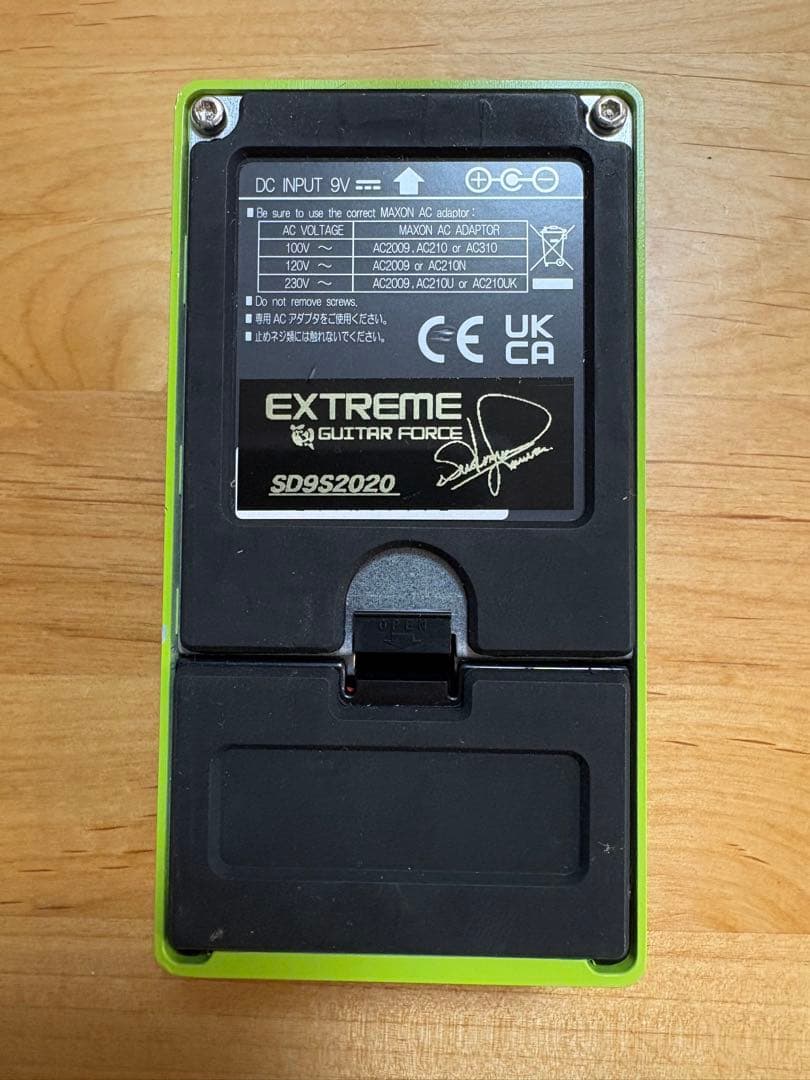 DC INPUT 9V
Be sure to use the correct MAXON AC adaptor:
AC VOLTAGE MAXON AC ADAPTOR
100V ~ AC2009, AC210 or AC310
120V ~ AC2009 or AC210N
230V ~ AC2009, AC210U or AC210UK
Do not remove screws.
専用 AC アダプタをご使用ください。
止めネジ類には触れないでください。
CE UK
CA
EXTREME
GUITAR FORCE
SD9S2020
OPEN